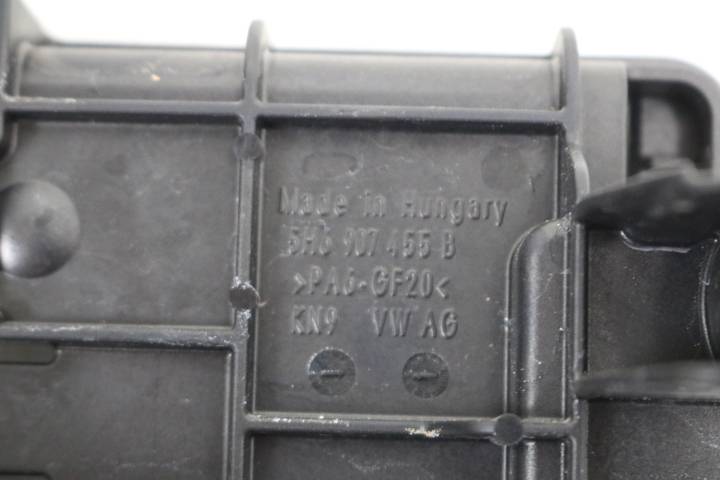 Made in Hungary
5H0 907 455 B
>PA6-GF20<
KN9 VW AG